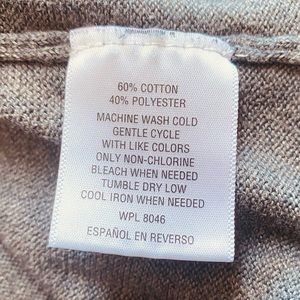 60% COTTON
40% POLYESTER
MACHINE WASH COLD
GENTLE CYCLE
WITH LIKE COLORS
ONLY NON-CHLORINE
BLEACH WHEN NEEDED
TUMBLE DRY LOW
COOL IRON WHEN NEEDED
WPL 8046
ESPAÑOL EN REVERSO